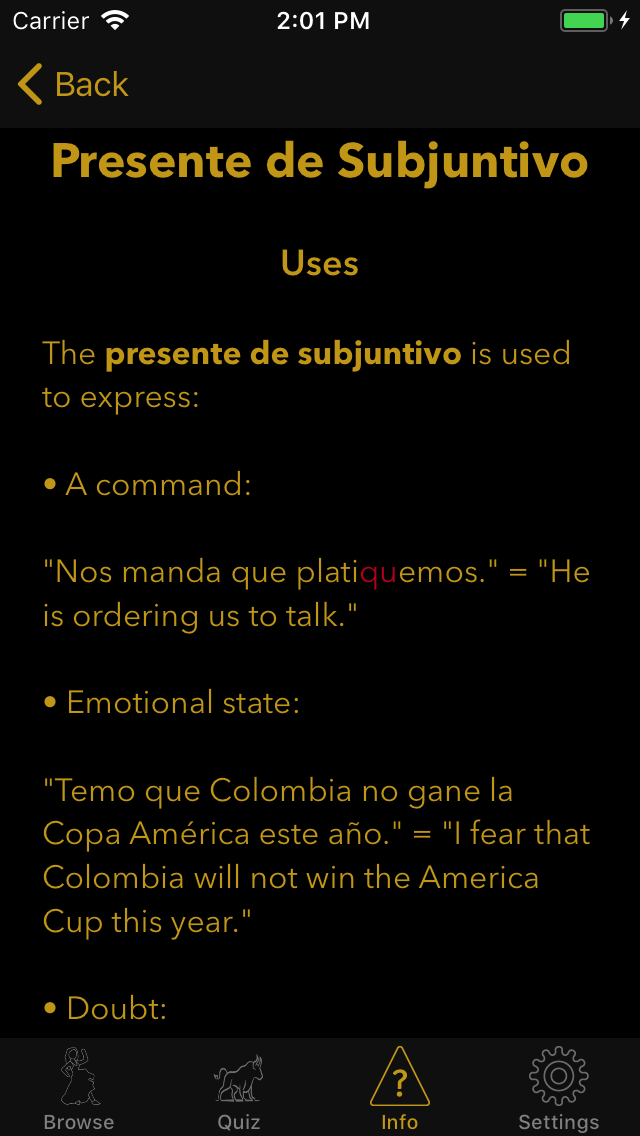 Carrier 2:01 PM
Back
Presente de Subjuntivo
Uses
The presente de subjuntivo is used
to express:
• A command:
"Nos manda que platiquemos." = "He
is ordering us to talk."
• Emotional state:
"Temo que Colombia no gane la
Copa América este año." = "I fear that
Colombia will not win the America
Cup this year."
• Doubt:
?
Browse Quiz Info Settings